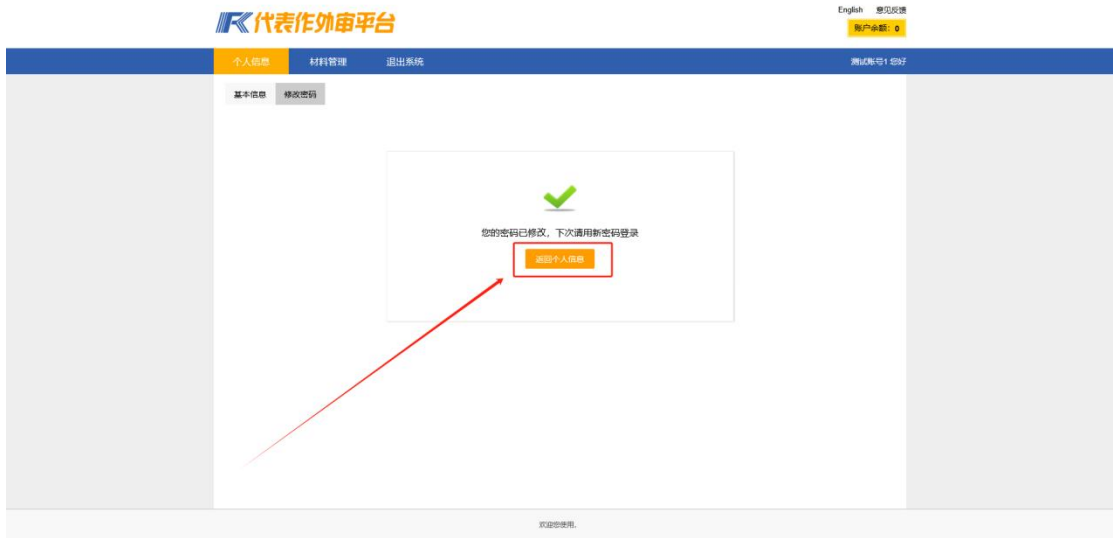 English 意见反馈
代表作外审平台
账户余额：0
个人信息 材料管理 退出系统 测试账号1 您好
基本信息 修改密码
您的密码已修改，下次请用新密码登录
返回个人信息
欢迎您使用。